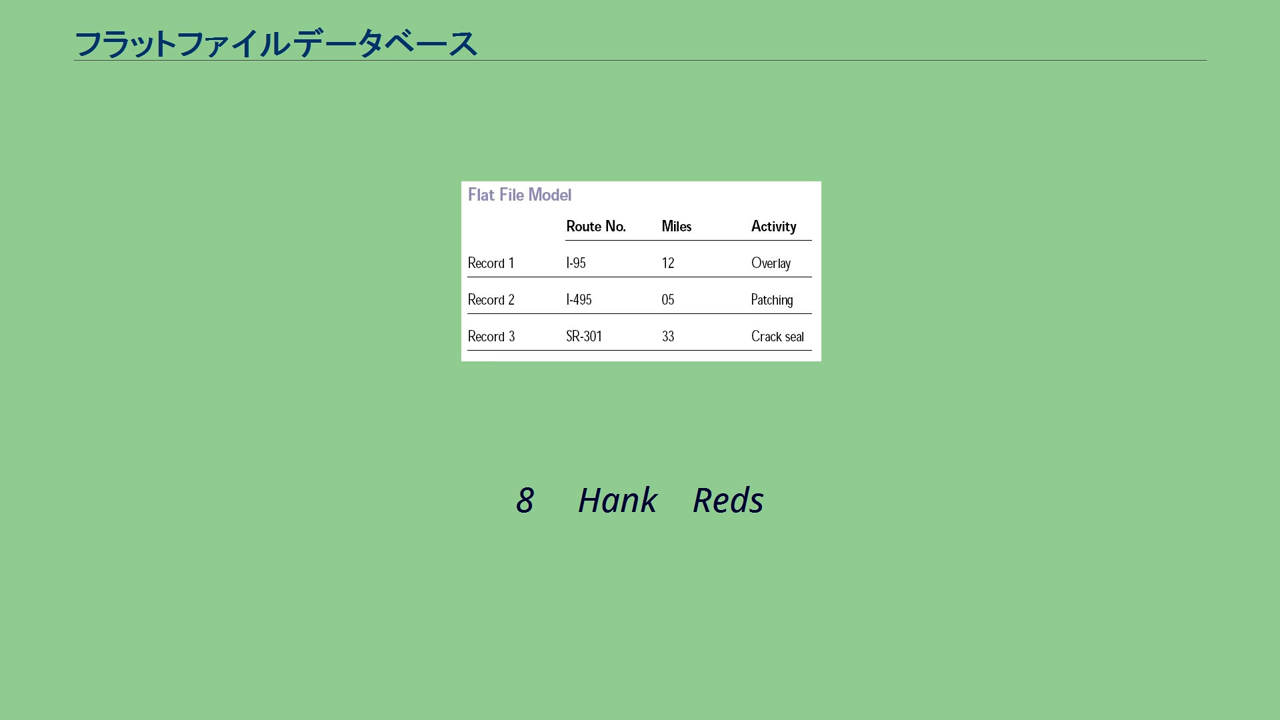 フラットファイルデータベース
Flat File Model
Route No. Miles Activity
Record 1 I-95 12 Overlay
Record 2 I-495 05 Patching
Record 3 SR-301 33 Crack seal
8 Hank Reds